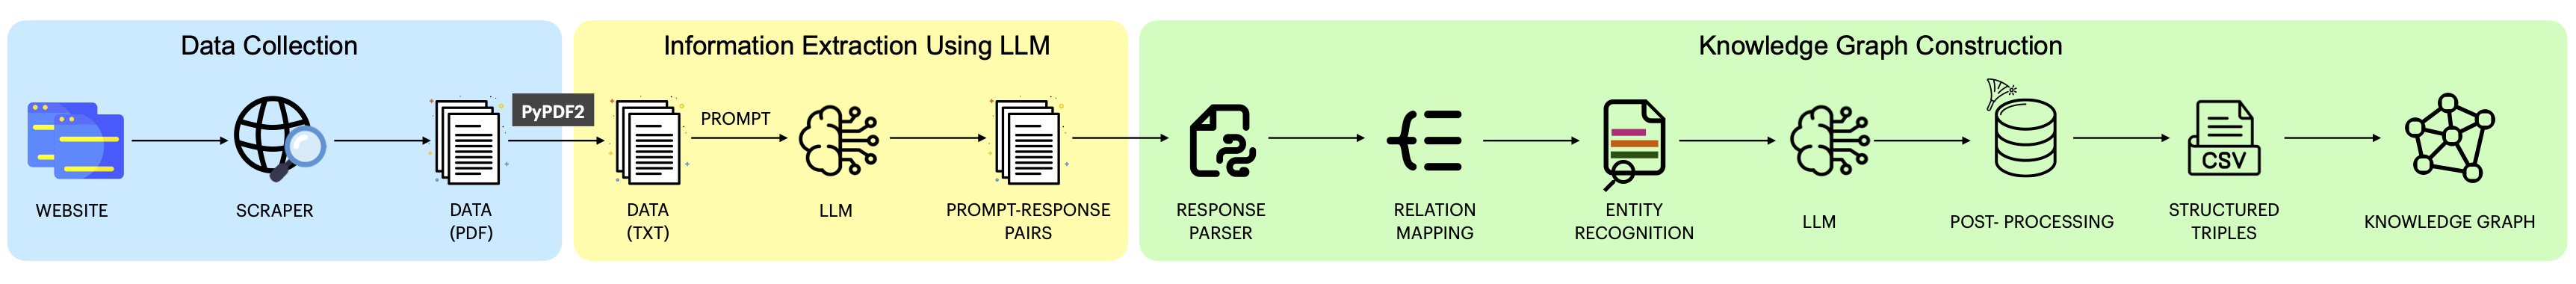 Data Collection
Information Extraction Using LLM
Knowledge Graph Construction
PyPDF2
PROMPT
CSV
WEBSITE
SCRAPER
DATA
(PDF)
DATA
(TXT)
LLM
PROMPT-RESPONSE
PAIRS
RESPONSE
PARSER
RELATION
MAPPING
ENTITY
RECOGNITION
LLM
POST- PROCESSING
STRUCTURED
TRIPLES
KNOWLEDGE GRAPH